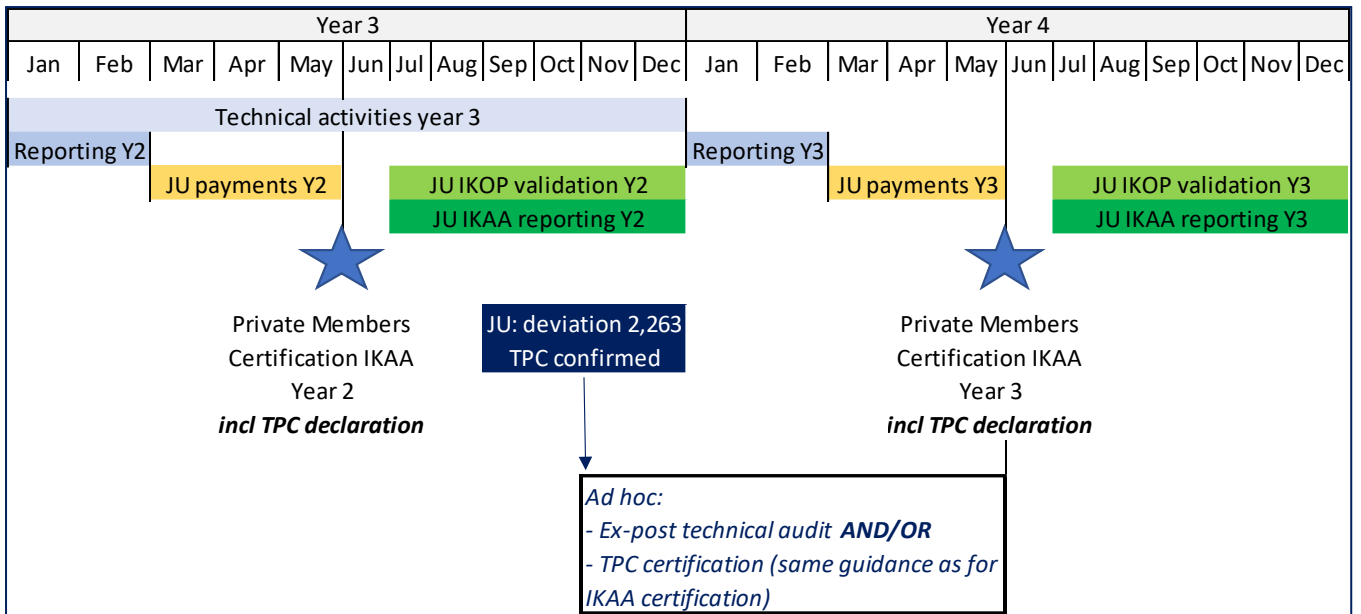 Year 3 Year 4
Jan Feb Mar Apr May Jun Jul Aug Sep Oct Nov Dec Jan Feb Mar Apr May Jun Jul Aug Sep Oct Nov Dec
Technical activities year 3
Reporting Y2 Reporting Y3
JU payments Y2 JU IKOP validation Y2 JU payments Y3 JU IKOP validation Y3
JU IKAA reporting Y2 JU IKAA reporting Y3
Private Members
Certification IKAA
Year 2
incl TPC declaration
JU: deviation 2,263
TPC confirmed
Private Members
Certification IKAA
Year 3
incl TPC declaration
Ad hoc:
- Ex-post technical audit AND/OR
- TPC certification (same guidance as for
IKAA certification)